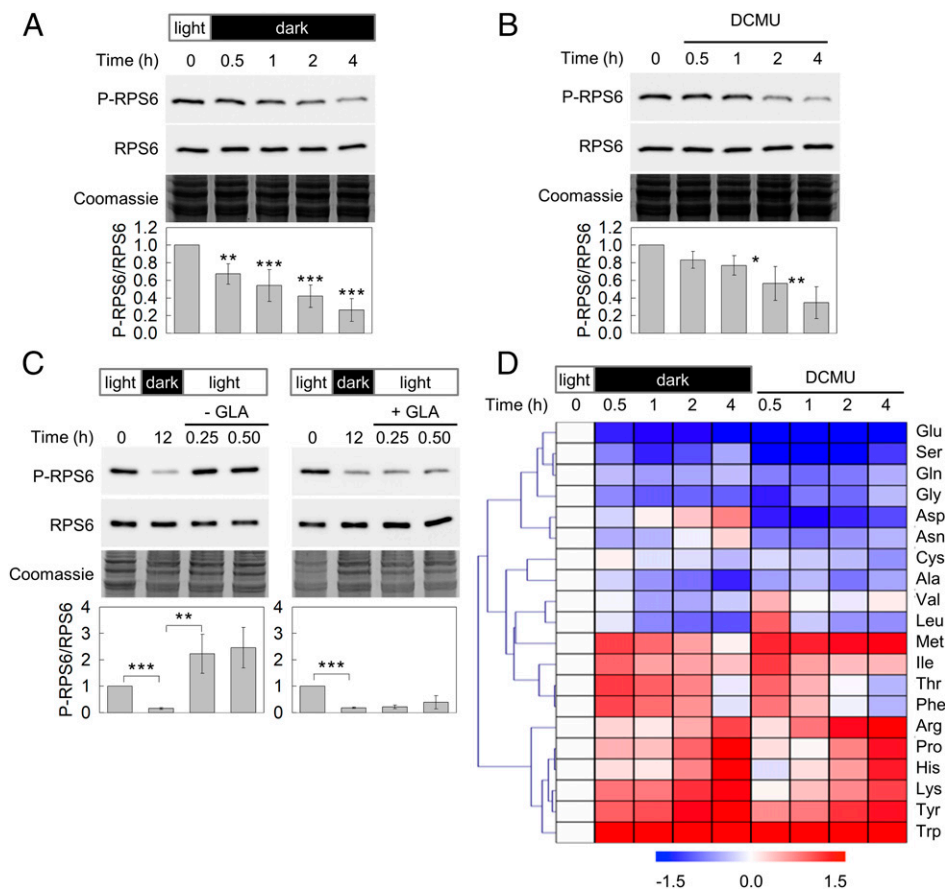 A
light dark
Time (h) 0 0.5 1 2 4
P-RPS6
RPS6
Coomassie
P-RPS6/RPS6
1.2
1.0
0.8
0.6
0.4
0.2
0.0
** *** *** ***
B
DCMU
Time (h) 0 0.5 1 2 4
P-RPS6
RPS6
Coomassie
P-RPS6/RPS6
1.2
1.0
0.8
0.6
0.4
0.2
0.0
* **
C
light dark light light dark light
- GLA + GLA
Time (h) 0 12 0.25 0.50 0 12 0.25 0.50
P-RPS6
RPS6
Coomassie
P-RPS6/RPS6
4
3
2
1
0
*** **
4
3
2
1
0
***
D
light dark DCMU
Time (h) 0 0.5 1 2 4 0.5 1 2 4
Glu
Ser
Gln
Gly
Asp
Asn
Cys
Ala
Val
Leu
Met
Ile
Thr
Phe
Arg
Pro
His
Lys
Tyr
Trp
-1.5 0.0 1.5